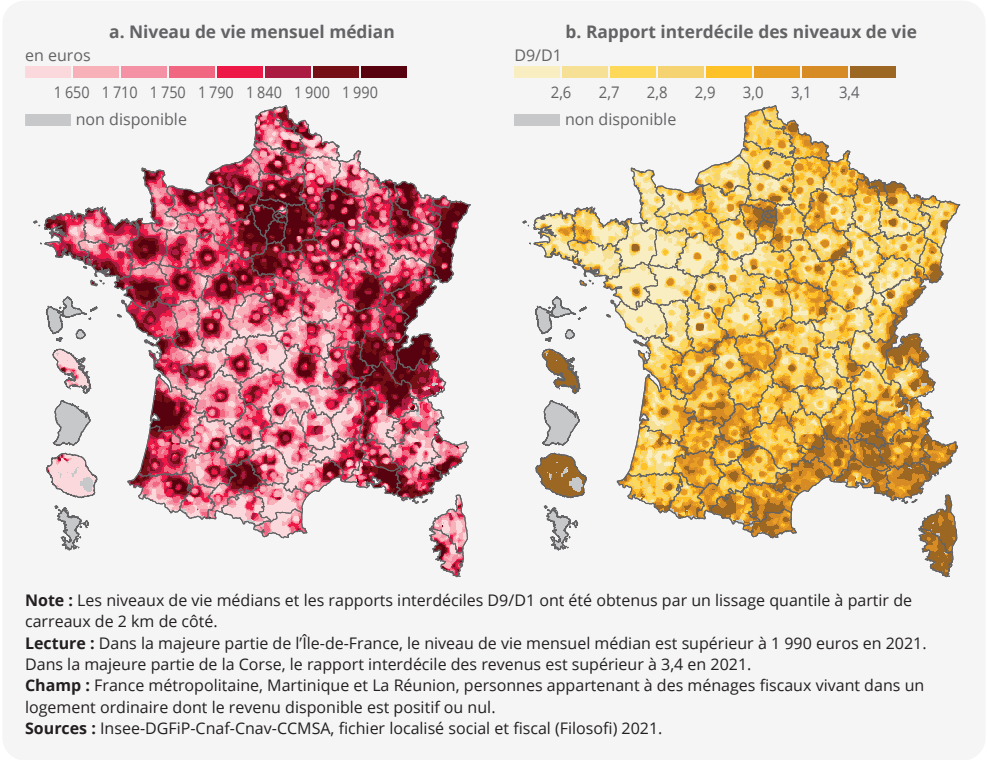 a. Niveau de vie mensuel médian
en euros
1 650 1 710 1 750 1 790 1 840 1 900 1 990
non disponible
b. Rapport interdécile des niveaux de vie
D9/D1
2,6 2,7 2,8 2,9 3,0 3,1 3,4
non disponible
Note : Les niveaux de vie médians et les rapports interdéciles D9/D1 ont été obtenus par un lissage quantile à partir de
carreaux de 2 km de côté.
Lecture : Dans la majeure partie de l’Île-de-France, le niveau de vie mensuel médian est supérieur à 1 990 euros en 2021.
Dans la majeure partie de la Corse, le rapport interdécile des revenus est supérieur à 3,4 en 2021.
Champ : France métropolitaine, Martinique et La Réunion, personnes appartenant à des ménages fiscaux vivant dans un
logement ordinaire dont le revenu disponible est positif ou nul.
Sources : Insee-DGFiP-Cnaf-Cnav-CCMSA, fichier localisé social et fiscal (Filosofi) 2021.